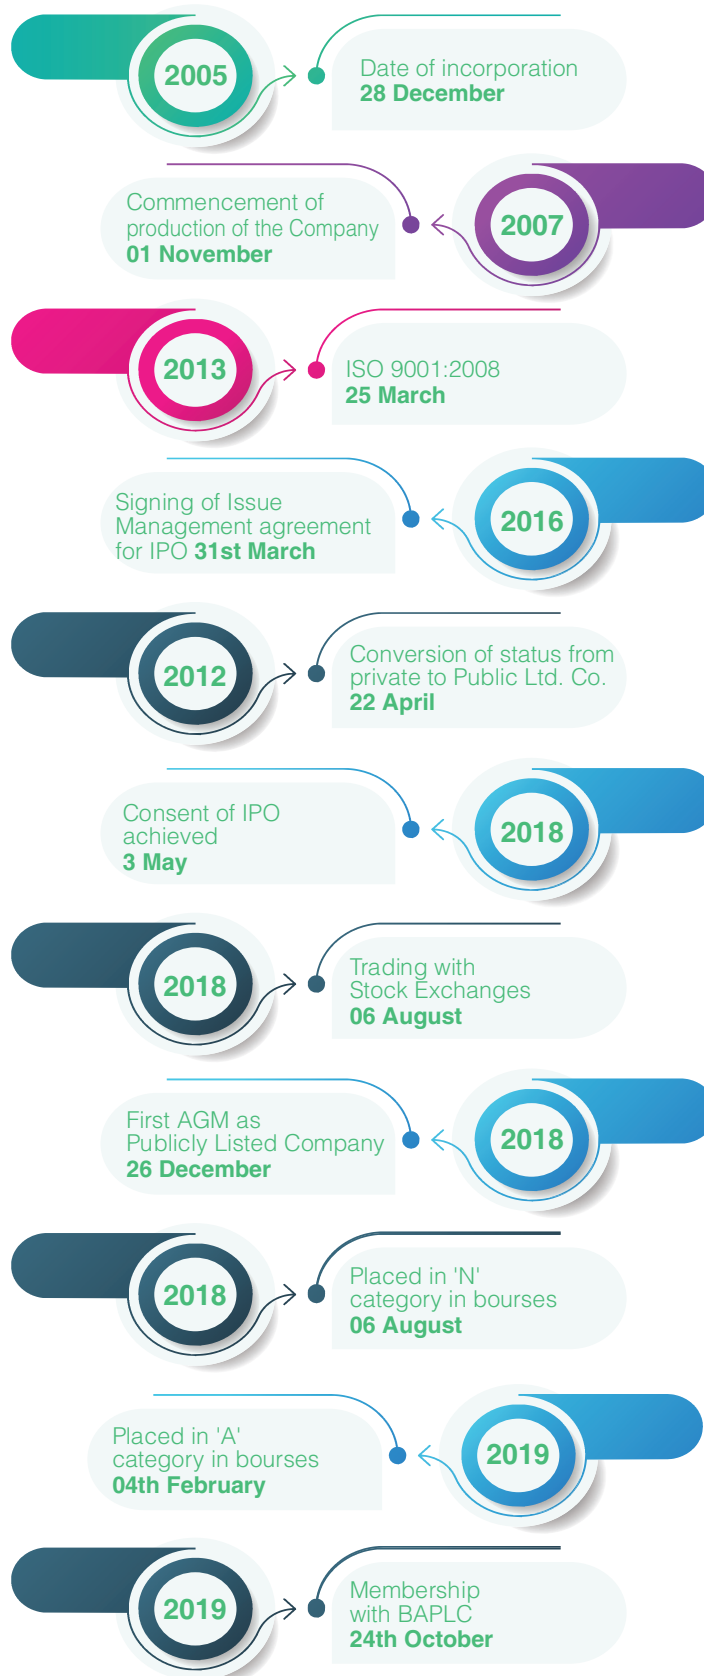 2005
Date of incorporation
28 December
Commencement of
production of the Company
01 November
2007
2013
ISO 9001:2008
25 March
Signing of Issue
Management agreement
for IPO 31st March
2016
2012
Conversion of status from
private to Public Ltd. Co.
22 April
Consent of IPO
achieved
3 May
2018
2018
Trading with
Stock Exchanges
06 August
First AGM as
Publicly Listed Company
26 December
2018
2018
Placed in 'N'
category in bourses
06 August
Placed in 'A'
category in bourses
04th February
2019
2019
Membership
with BAPLC
24th October